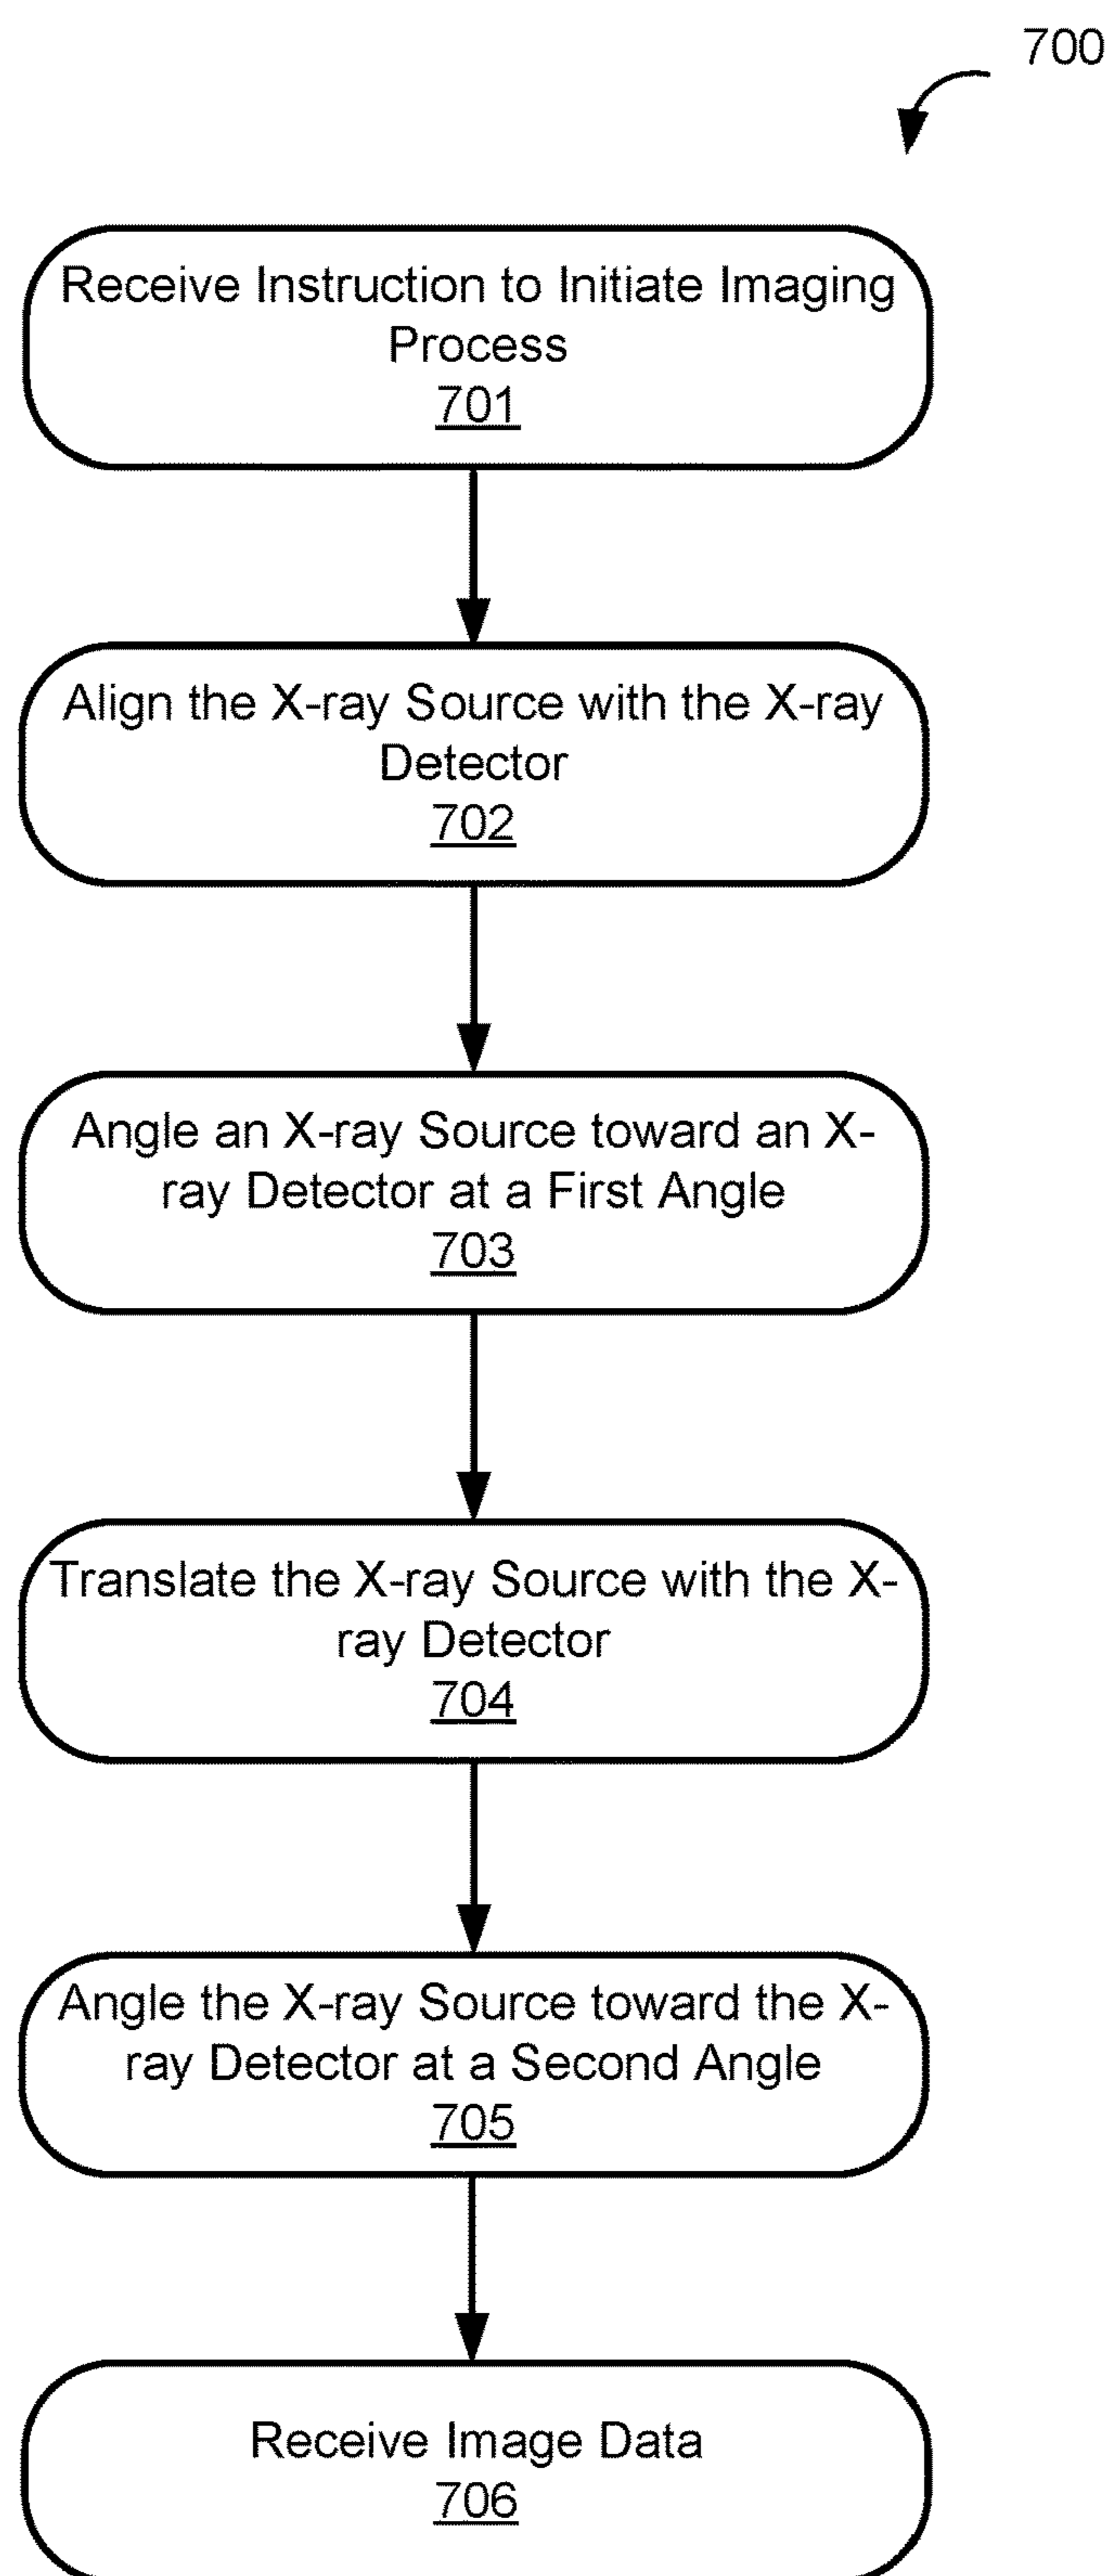 700
Receive Instruction to Initiate Imaging
Process
701
Align the X-ray Source with the X-ray
Detector
702
Angle an X-ray Source toward an X-
ray Detector at a First Angle
703
Translate the X-ray Source with the X-
ray Detector
704
Angle the X-ray Source toward the X-
ray Detector at a Second Angle
705
Receive Image Data
706